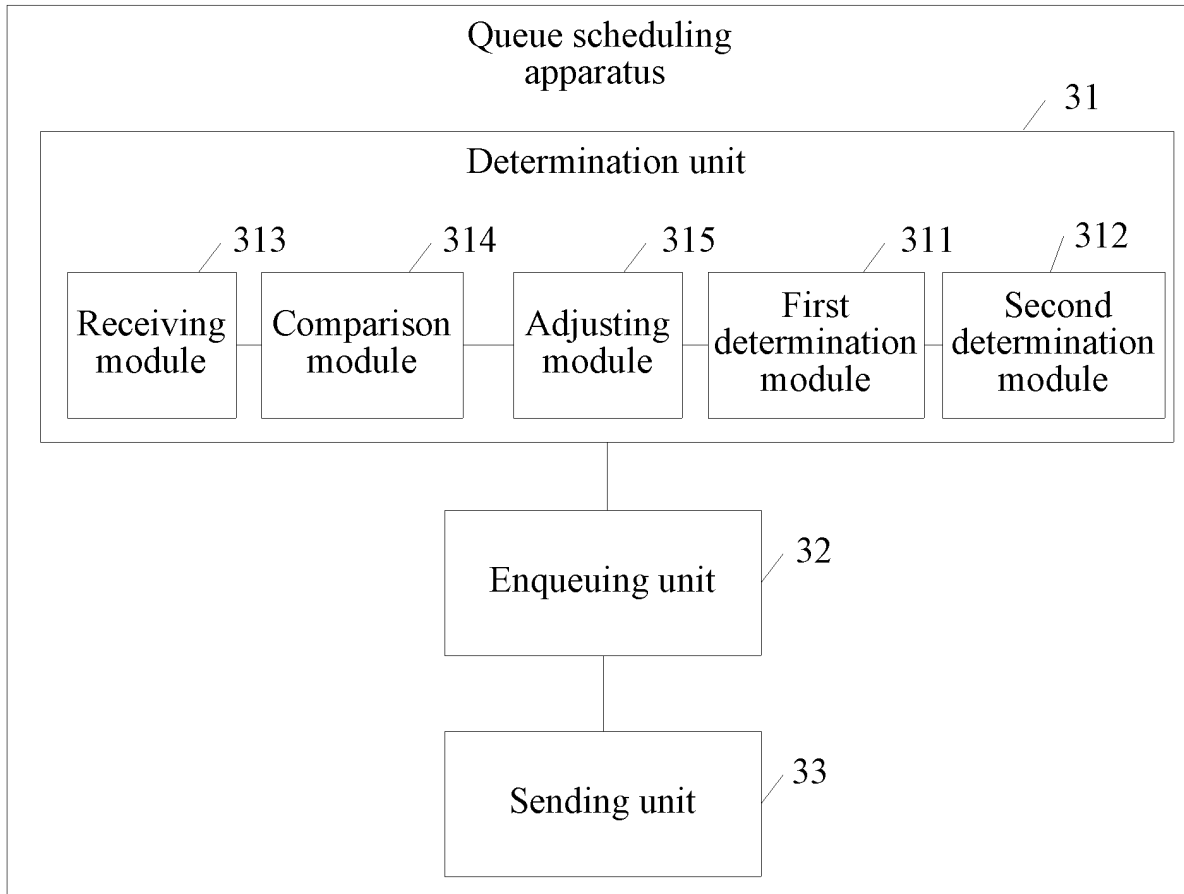 Queue scheduling
apparatus
31
Determination unit
313
314
315
311
312
Receiving
module
Comparison
module
Adjusting
module
First
determination
module
Second
determination
module
32
Enqueuing unit
33
Sending unit